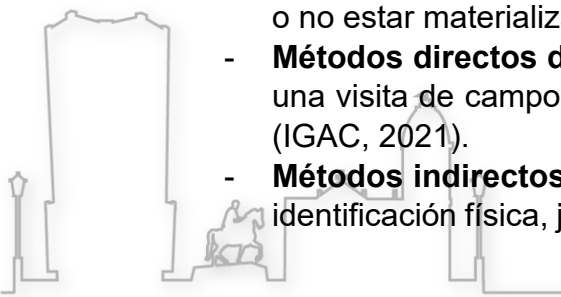 o no estar materializ
- Métodos directos d
una visita de campo
(IGAC, 2021).
- Métodos indirectos
identificación física, j